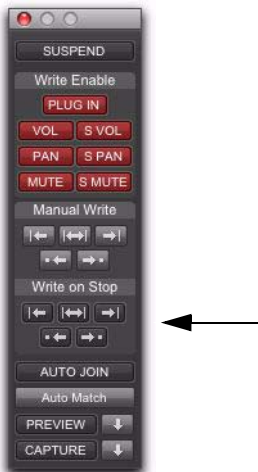 SUSPEND
Write Enable
PLUG IN
VOL S VOL
PAN S PAN
MUTE S MUTE
Manual Write
Write on Stop
AUTO JOIN
Auto Match
PREVIEW
CAPTURE